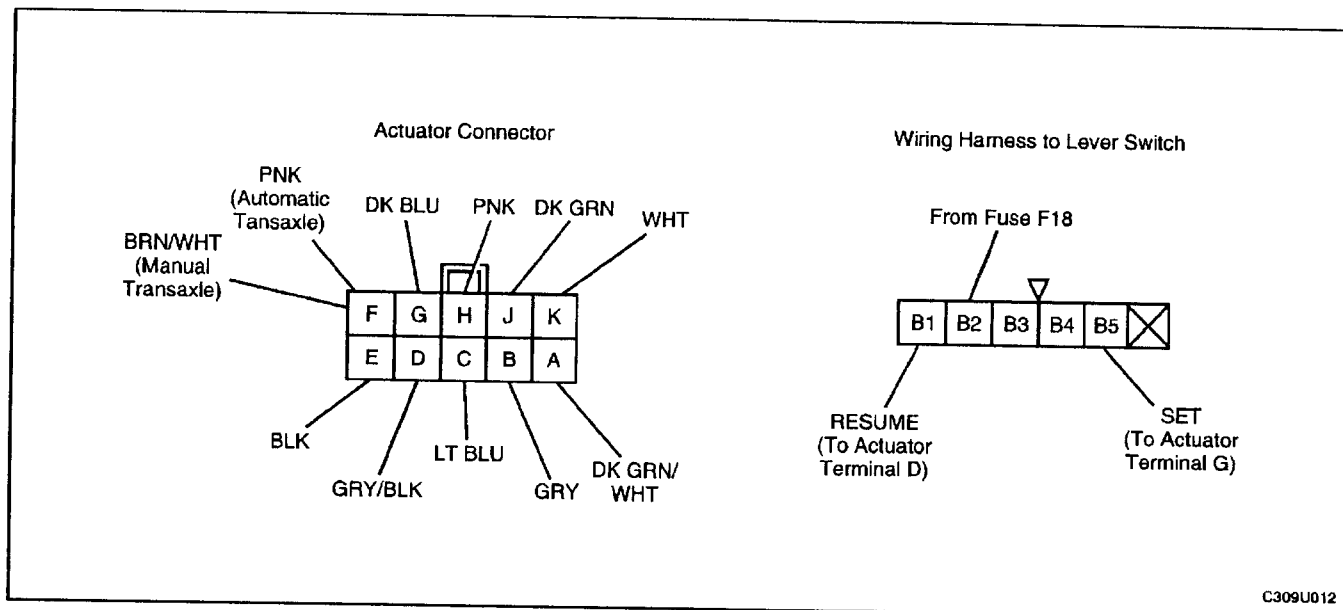 Actuator Connector
Wiring Harness to Lever Switch
PNK
(Automatic
Tansaxle)
DK BLU
PNK
DK GRN
WHT
BRN/WHT
(Manual
Transaxle)
F G H J K
E D C B A
BLK
GRY/BLK
LT BLU
GRY
DK GRN/
WHT
From Fuse F18
B1 B2 B3 B4 B5
RESUME
(To Actuator
Terminal D)
SET
(To Actuator
Terminal G)
C309U012